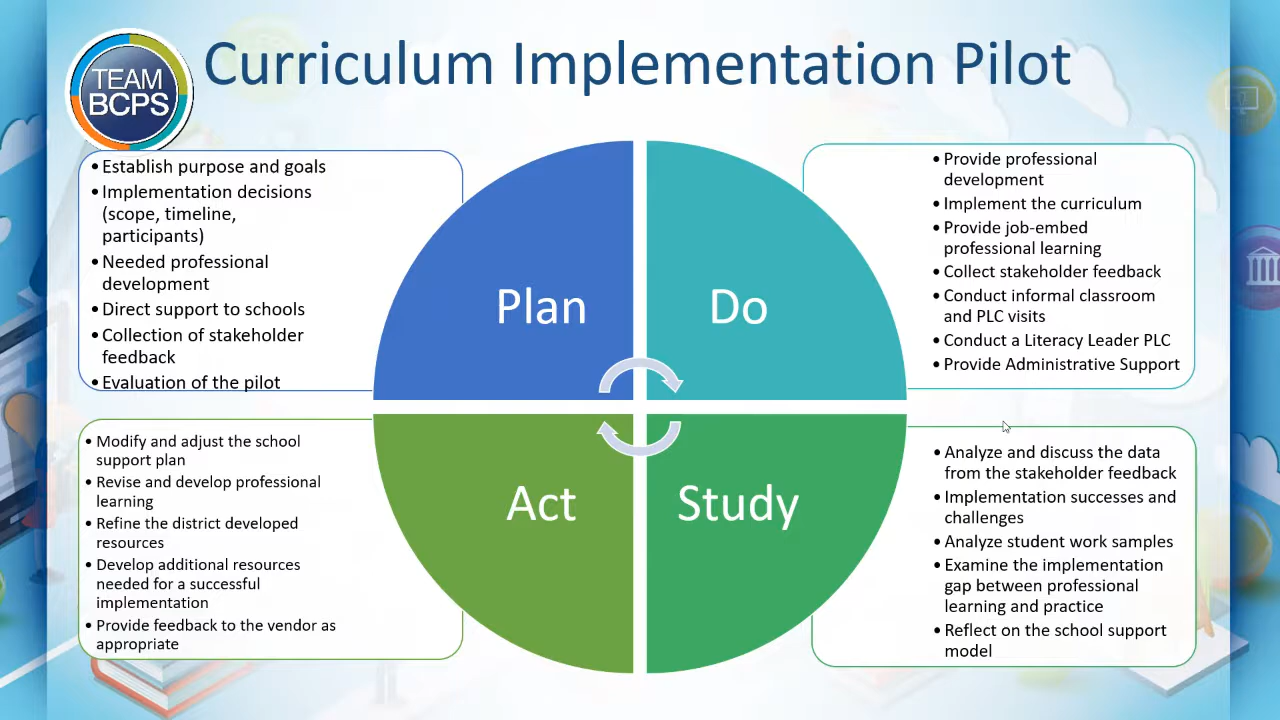 TEAM
BCPS
Curriculum Implementation Pilot
• Establish purpose and goals
• Implementation decisions
(scope, timeline,
participants)
• Needed professional
development
• Direct support to schools
• Collection of stakeholder
feedback
• Evaluation of the pilot
Plan
Do
• Provide professional
development
• Implement the curriculum
• Provide job-embed
professional learning
• Collect stakeholder feedback
• Conduct informal classroom
and PLC visits
• Conduct a Literacy Leader PLC
• Provide Administrative Support
• Modify and adjust the school
support plan
• Revise and develop professional
learning
• Refine the district developed
resources
• Develop additional resources
needed for a successful
implementation
• Provide feedback to the vendor as
appropriate
Act
Study
• Analyze and discuss the data
from the stakeholder feedback
• Implementation successes and
challenges
• Analyze student work samples
• Examine the implementation
gap between professional
learning and practice
• Reflect on the school support
model